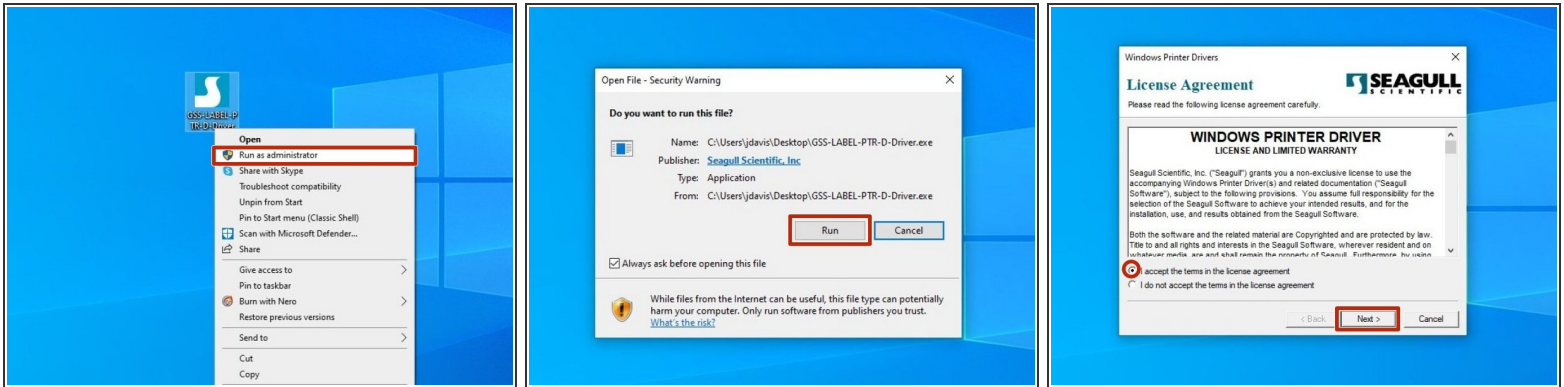 GSS-LABEL-P
TR-D-Driver
Open
Run as administrator
Share with Skype
Troubleshoot compatibility
Unpin from Start
Pin to Start menu (Classic Shell)
Scan with Microsoft Defender...
Share
Give access to
Pin to taskbar
Burn with Nero
Restore previous versions
Send to
Cut
Copy
Open File - Security Warning
Do you want to run this file?
Name: C:\Users\jdavis\Desktop\GSS-LABEL-PTR-D-Driver.exe
Publisher: Seagull Scientific, Inc
Type: Application
From: C:\Users\jdavis\Desktop\GSS-LABEL-PTR-D-Driver.exe
Run Cancel
Always ask before opening this file
While files from the Internet can be useful, this file type can potentially
harm your computer. Only run software from publishers you trust.
What's the risk?
Windows Printer Drivers
License Agreement
SEAGULL
SCIENTIFIC
Please read the following license agreement carefully.
WINDOWS PRINTER DRIVER
LICENSE AND LIMITED WARRANTY
Seagull Scientific, Inc. ("Seagull") grants you a non-exclusive license to use the
accompanying Windows Printer Driver(s) and related documentation ("Seagull
Software"), subject to the following provisions. You assume full responsibility for the
selection of the Seagull Software to achieve your intended results, and for the
installation, use, and results obtained from the Seagull Software.
Both the software and the related material are Copyrighted and are protected by law.
Title to and all rights and interests in the Seagull Software, wherever resident and on
whatever media, are and shall remain the property of Seagull. Furthermore, by using
I accept the terms in the license agreement
I do not accept the terms in the license agreement
< Back Next > Cancel